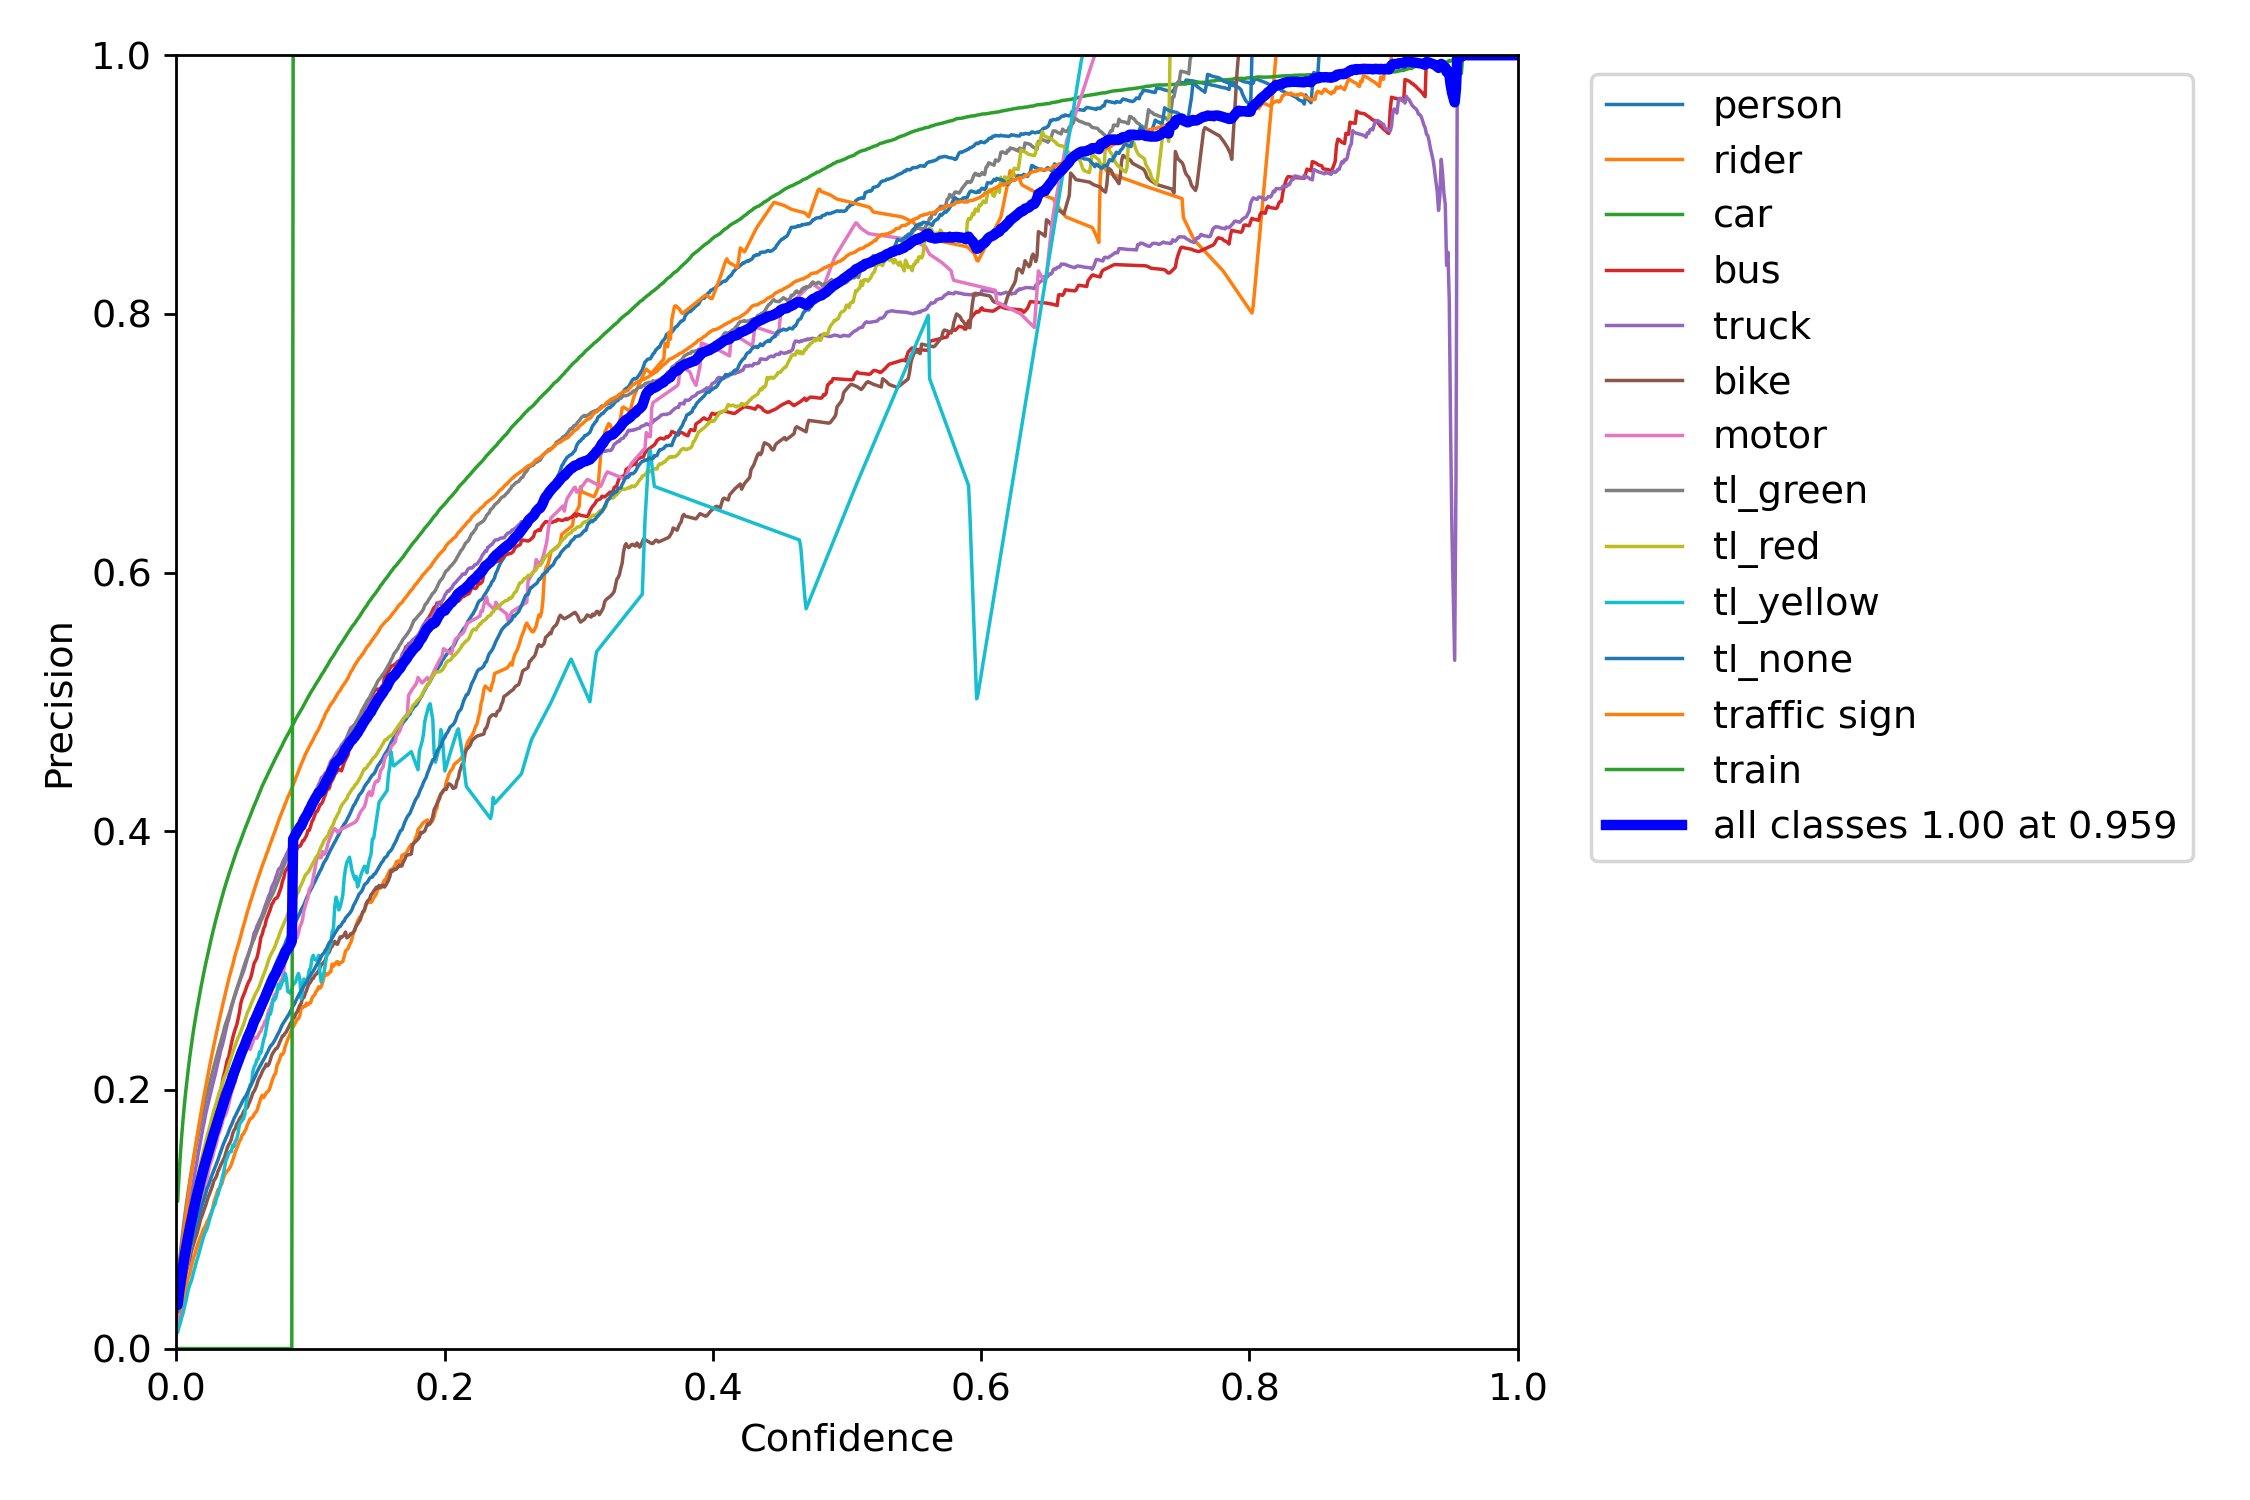 1.0
0.8
0.6
0.4
0.2
0.0
Precision
0.0 0.2 0.4 0.6 0.8 1.0
Confidence
person
rider
car
bus
truck
bike
motor
tl_green
tl_red
tl_yellow
tl_none
traffic sign
train
all classes 1.00 at 0.959